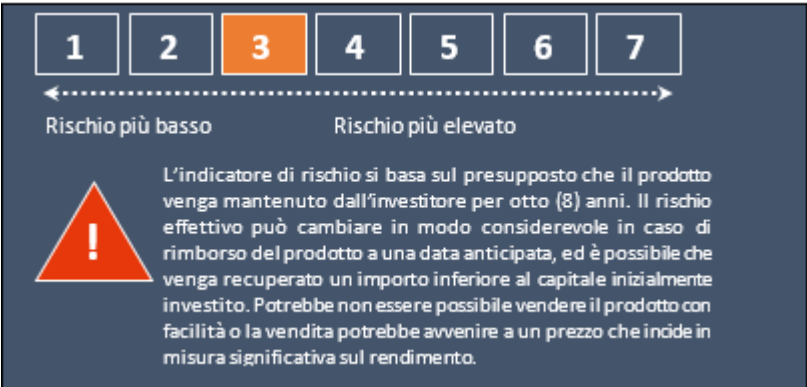 1 2 3 4 5 6 7
Rischio più basso Rischio più elevato
L'indicatore di rischio si basa sul presupposto che il prodotto
venga mantenuto dall'investitore per otto (8) anni. Il rischio
effettivo può cambiare in modo considerevole in caso di
rimborso del prodotto a una data anticipata, ed è possibile che
venga recuperato un importo inferiore al capitale inizialmente
investito. Potrebbe non essere possibile vendere il prodotto con
facilità o la vendita potrebbe avvenire a un prezzo che incide in
misura significativa sul rendimento.
!